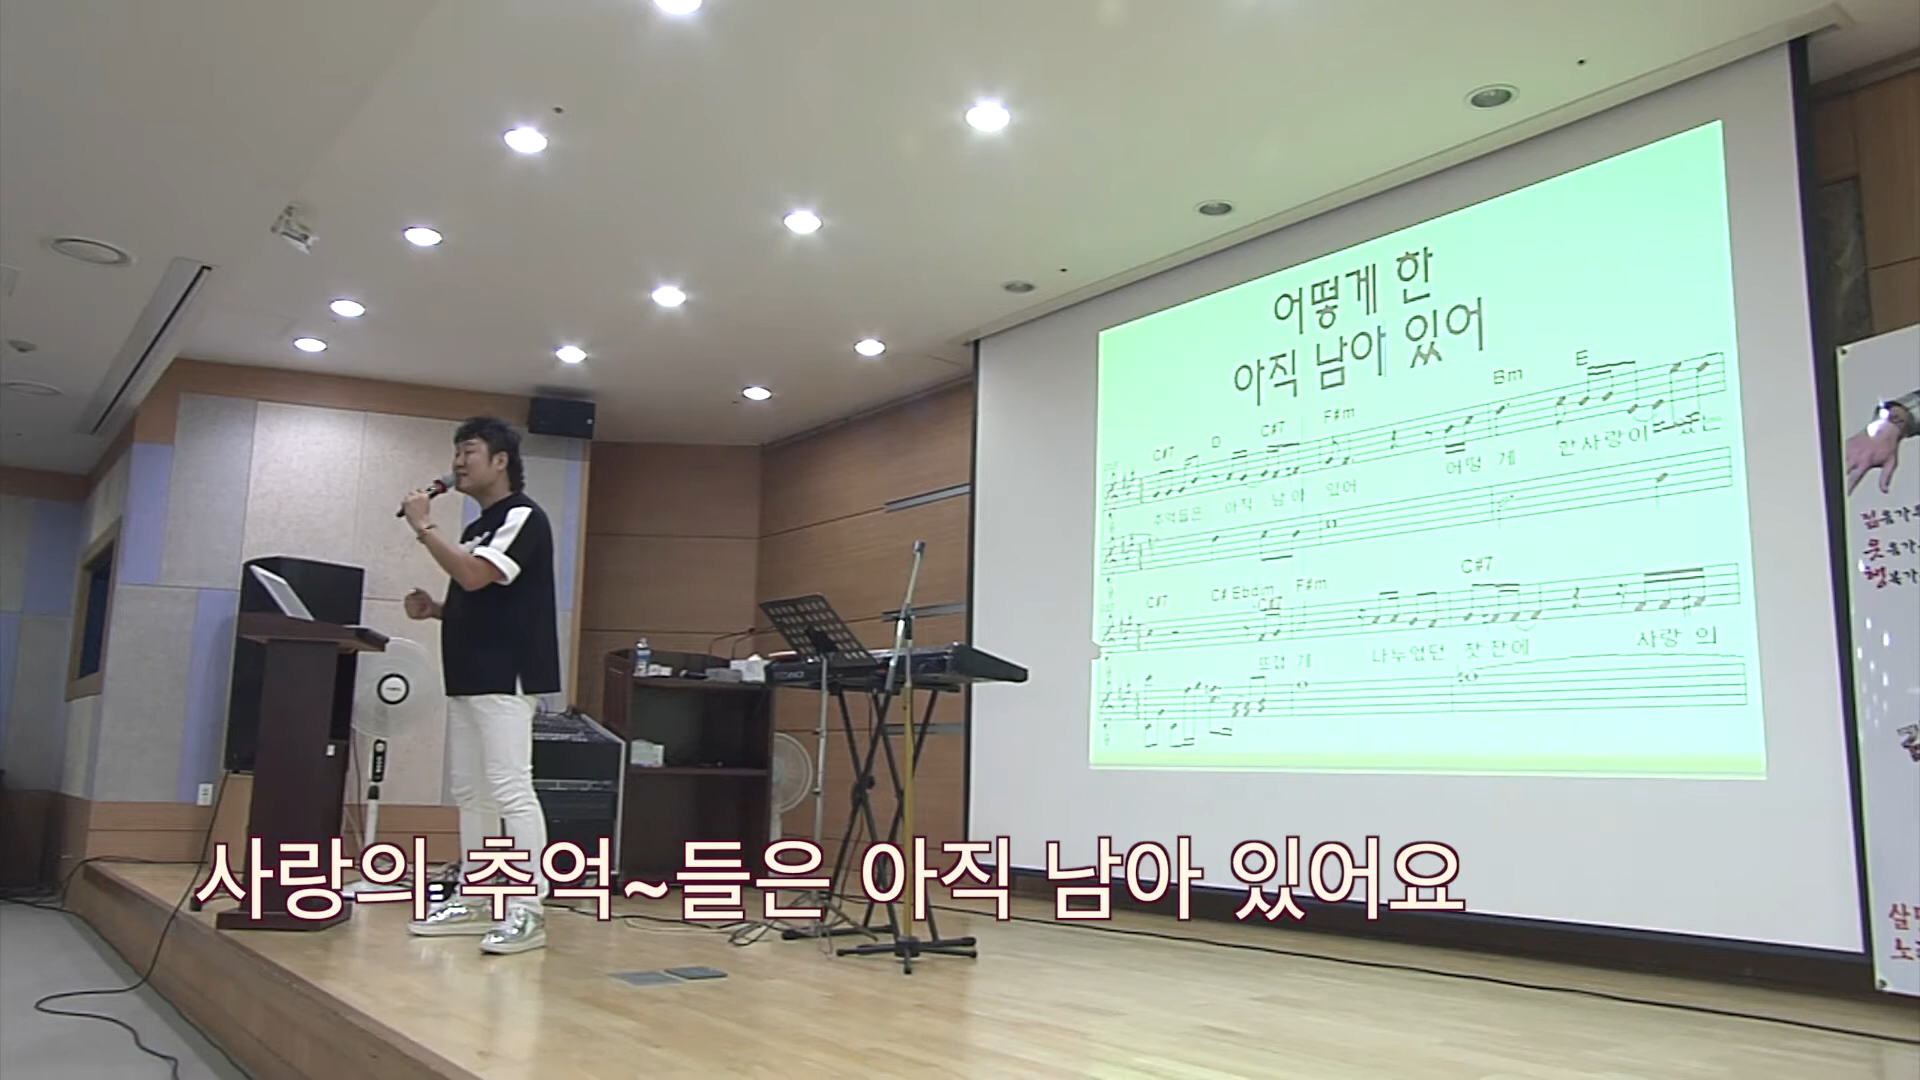 어떻게 한
아직 남아 있어
Bm E
C#7 D C#7 F#m
추억들은 아직 남아 있어 어떻게 한사랑이 있는
C#7 C# Ebdim F#m C#7
C#7
뜨겁게 나누었던 찻잔에 사랑의
사랑의 추억~들은 아직 남아 있어요